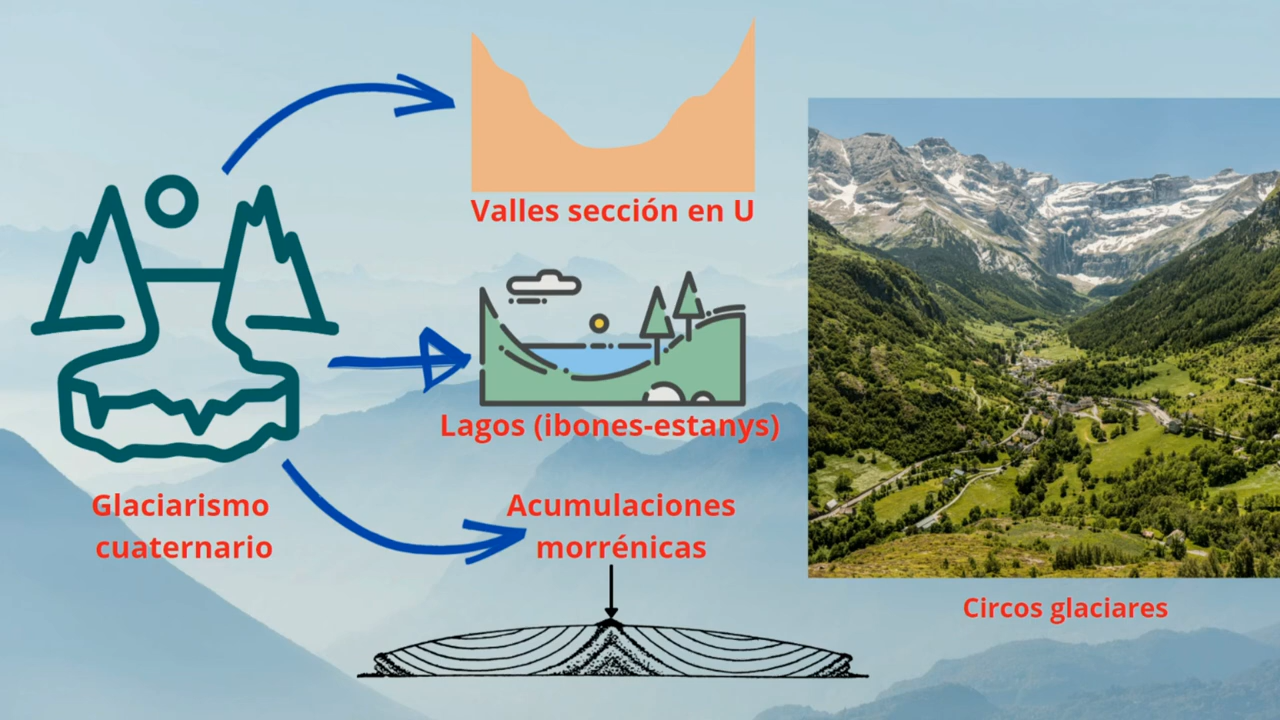 Valles sección en U
Lagos (ibones-estanys)
Glaciarismo
cuaternario
Acumulaciones
morrénicas
Circos glaciares